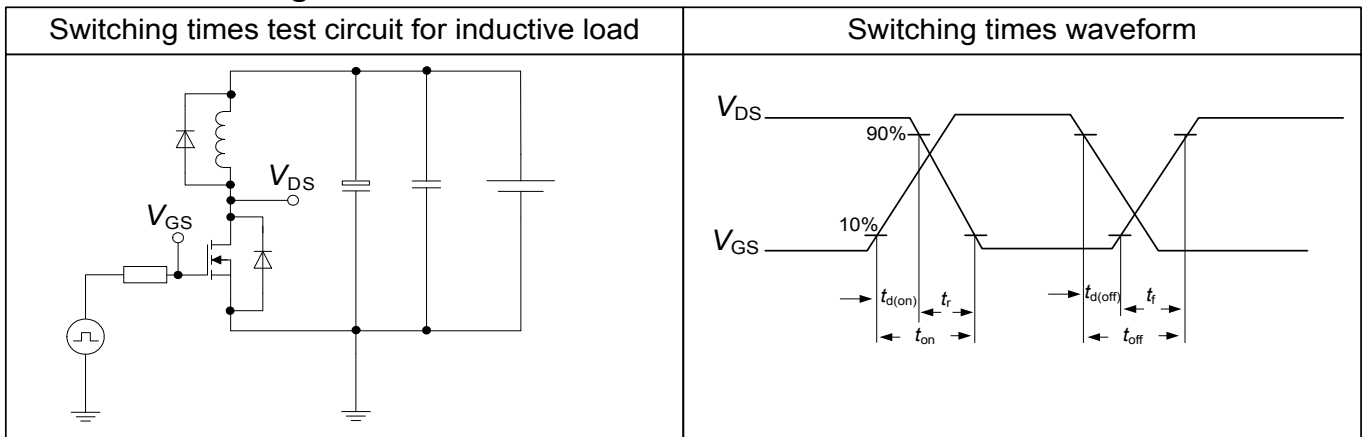 Switching times test circuit for inductive load
Switching times waveform
VDS
VGS
VDS
90%
10%
VGS
td(on)
tr
ton
td(off)
tf
toff